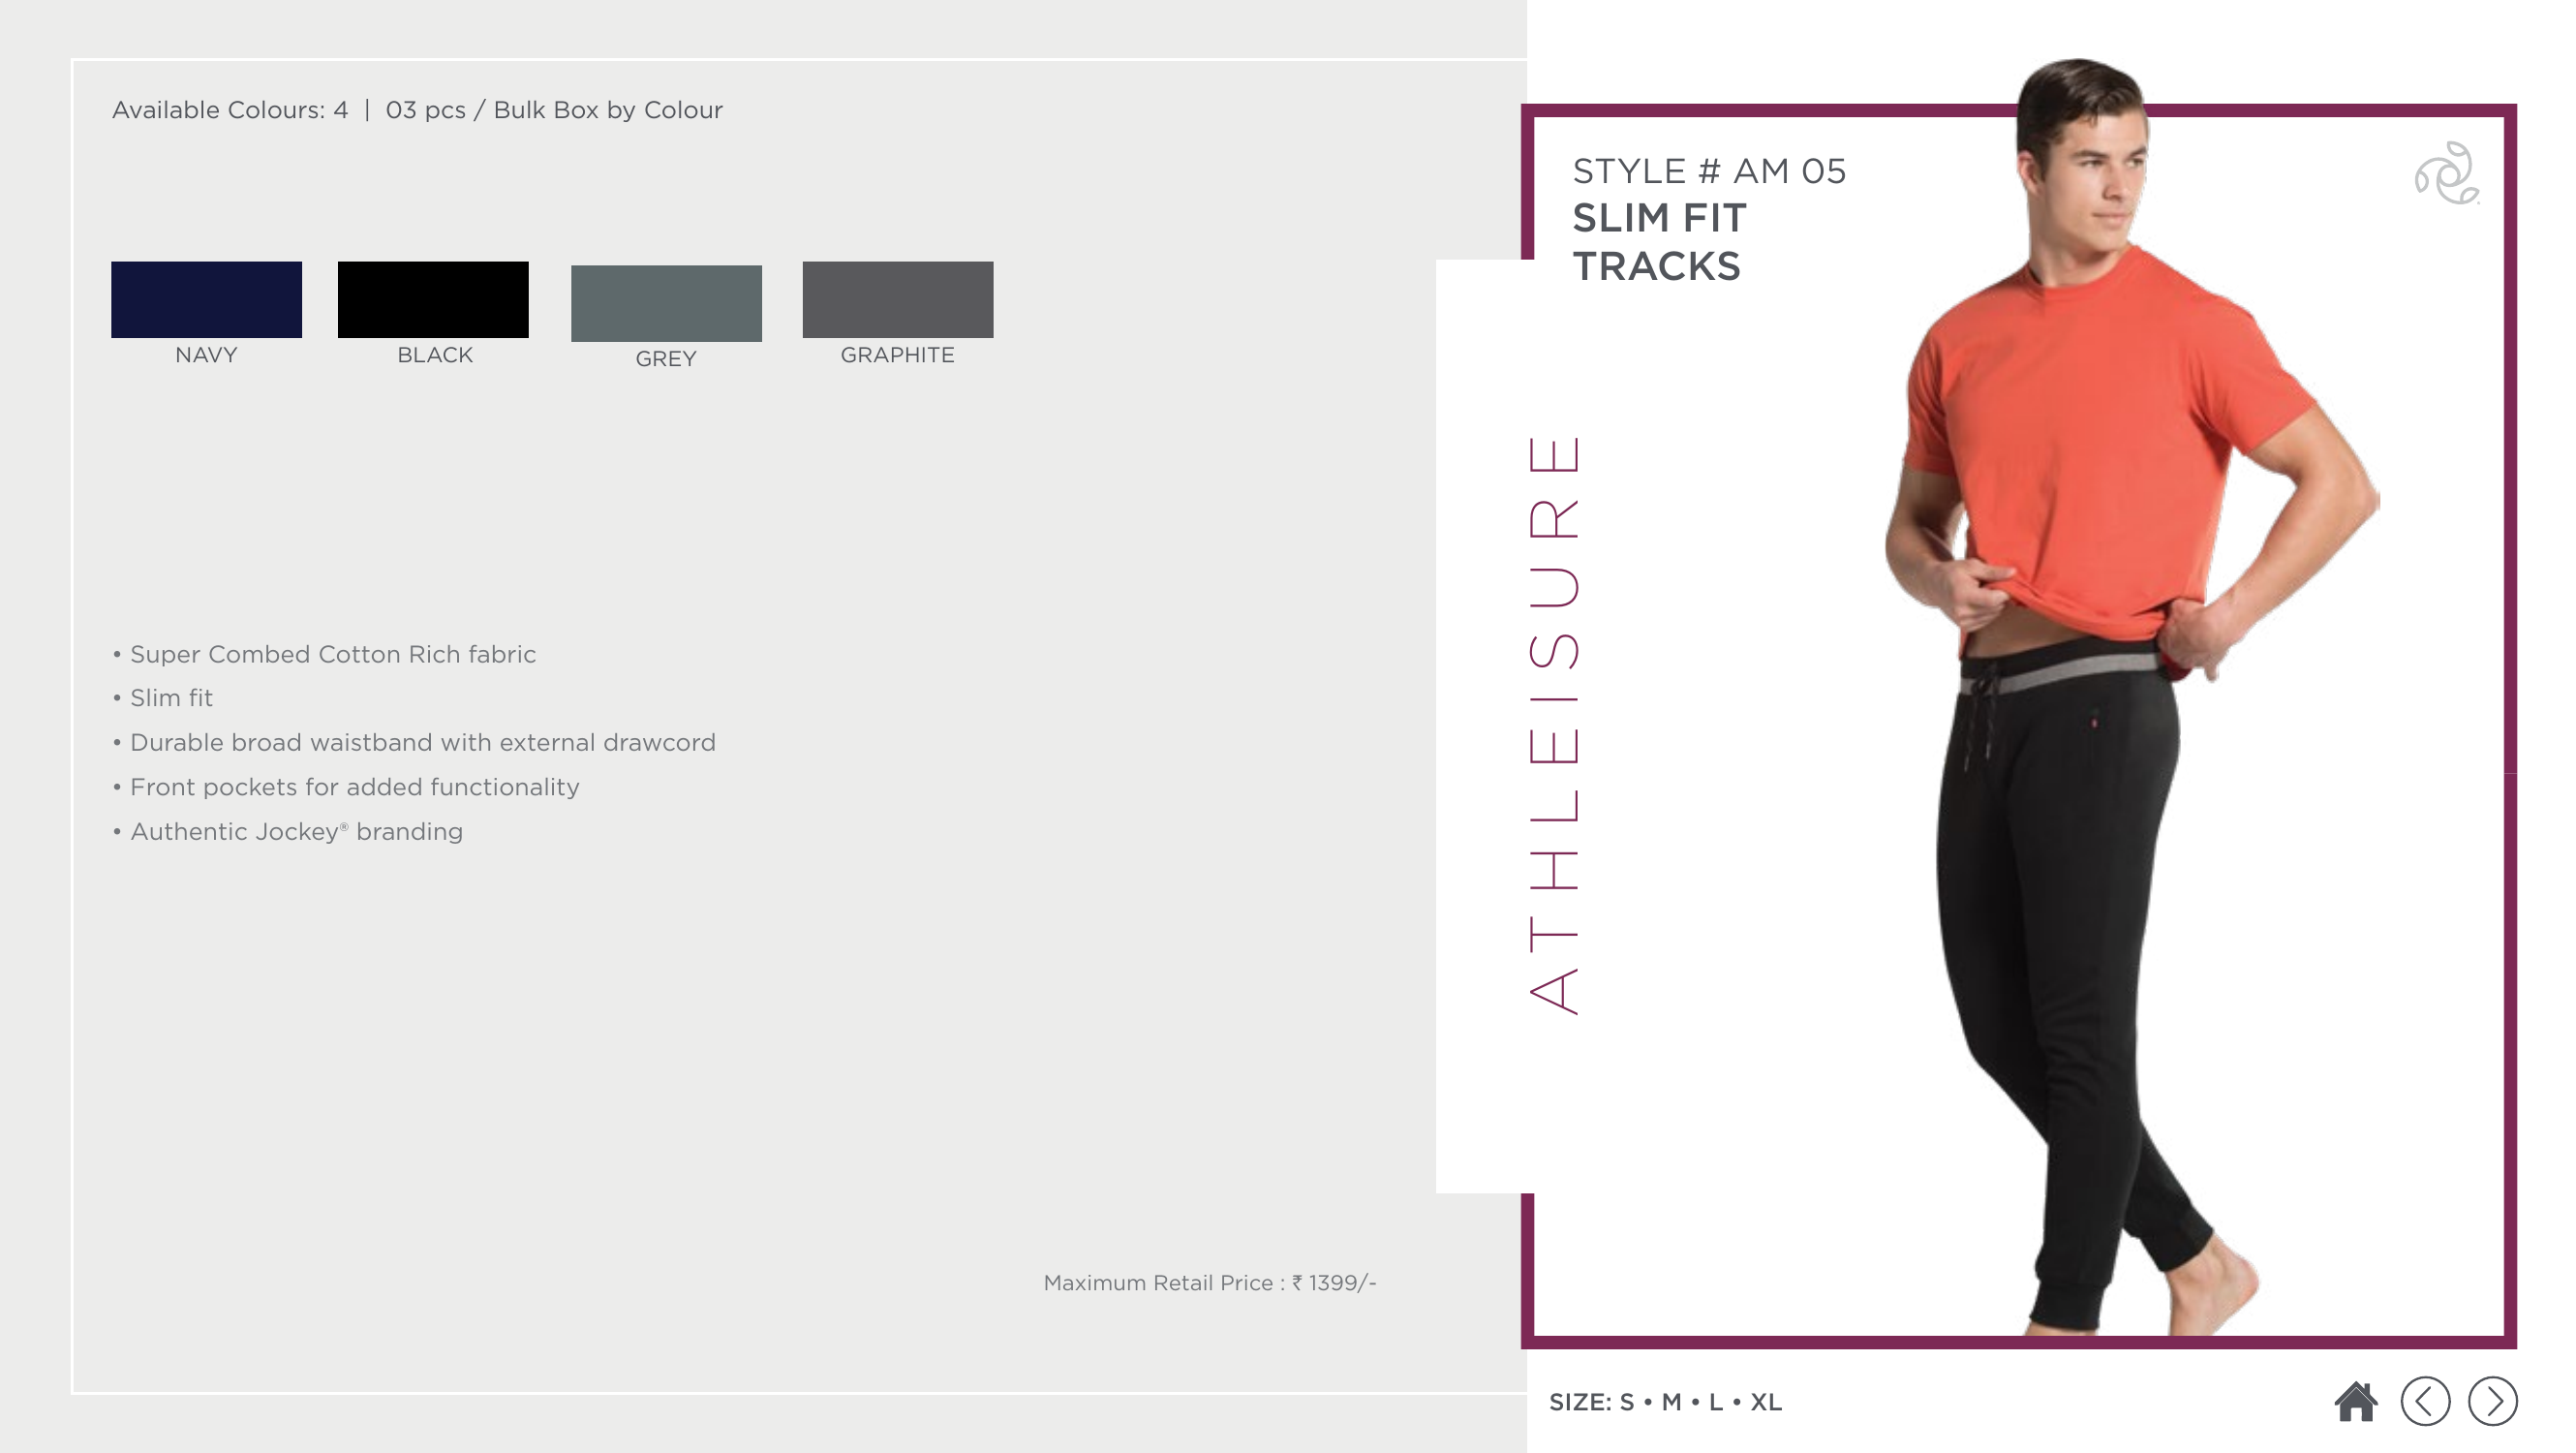 Available Colours: 4 | 03 pcs / Bulk Box by Colour
NAVY
BLACK
GREY
GRAPHITE
• Super Combed Cotton Rich fabric
• Slim fit
• Durable broad waistband with external drawcord
• Front pockets for added functionality
• Authentic Jockey® branding
Maximum Retail Price : ₹ 1399/-
STYLE # AM 05
SLIM FIT
TRACKS
ATHLEISURE
SIZE: S • M • L • XL